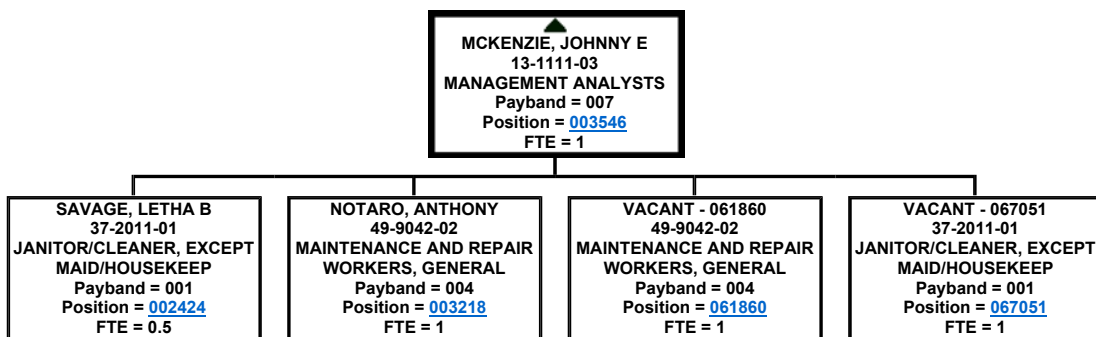 MCKENZIE, JOHNNY E
13-1111-03
MANAGEMENT ANALYSTS
Payband = 007
Position = 003546
FTE = 1
SAVAGE, LETHA B
37-2011-01
JANITOR/CLEANER, EXCEPT
MAID/HOUSEKEEP
Payband = 001
Position = 002424
FTE = 0.5
NOTARO, ANTHONY
49-9042-02
MAINTENANCE AND REPAIR
WORKERS, GENERAL
Payband = 004
Position = 003218
FTE = 1
VACANT - 061860
49-9042-02
MAINTENANCE AND REPAIR
WORKERS, GENERAL
Payband = 004
Position = 061860
FTE = 1
VACANT - 067051
37-2011-01
JANITOR/CLEANER, EXCEPT
MAID/HOUSEKEEP
Payband = 001
Position = 067051
FTE = 1